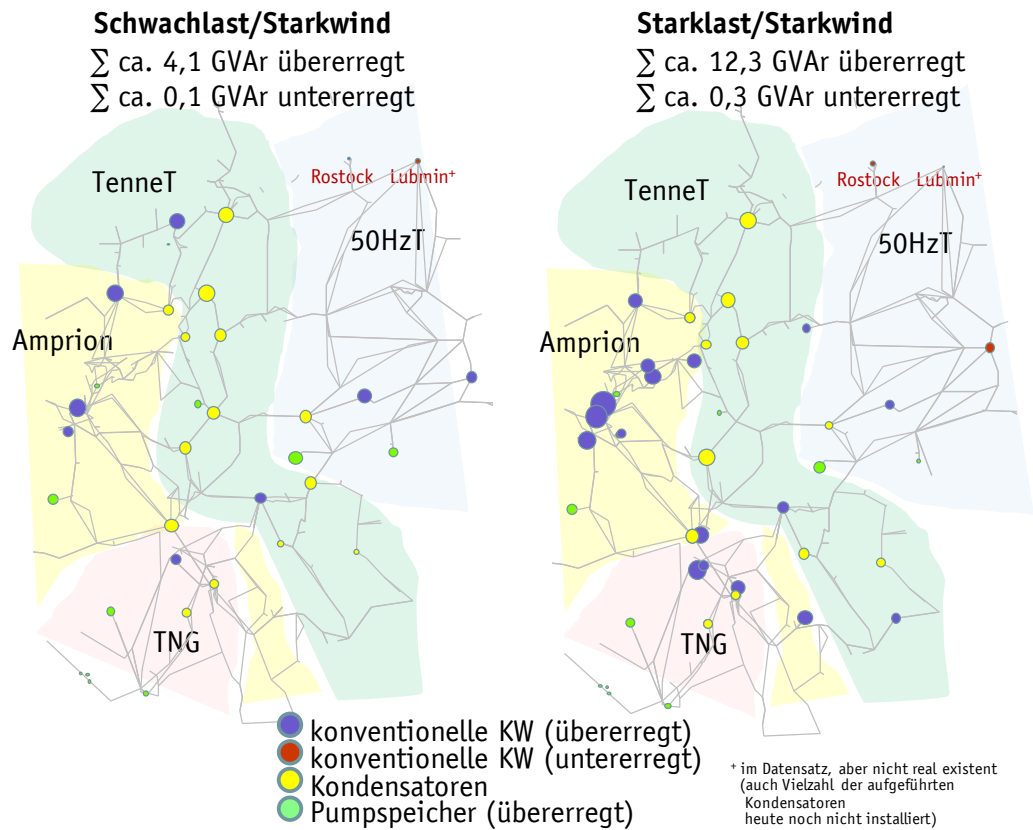 Schwachlast/Starkwind
∑ ca. 4,1 GVAr übererregt
∑ ca. 0,1 GVAr untererregt
TenneT
Rostock Lubmin⁺
50HzT
Amprion
TNG
Starklast/Starkwind
∑ ca. 12,3 GVAr übererregt
∑ ca. 0,3 GVAr untererregt
TenneT
Rostock Lubmin⁺
50HzT
Amprion
TNG
konventionelle KW (übererregt)
konventionelle KW (untererregt)
Kondensatoren
Pumpspeicher (übererregt)
⁺ im Datensatz, aber nicht real existent
(auch Vielzahl der aufgeführten
Kondensatoren
heute noch nicht installiert)